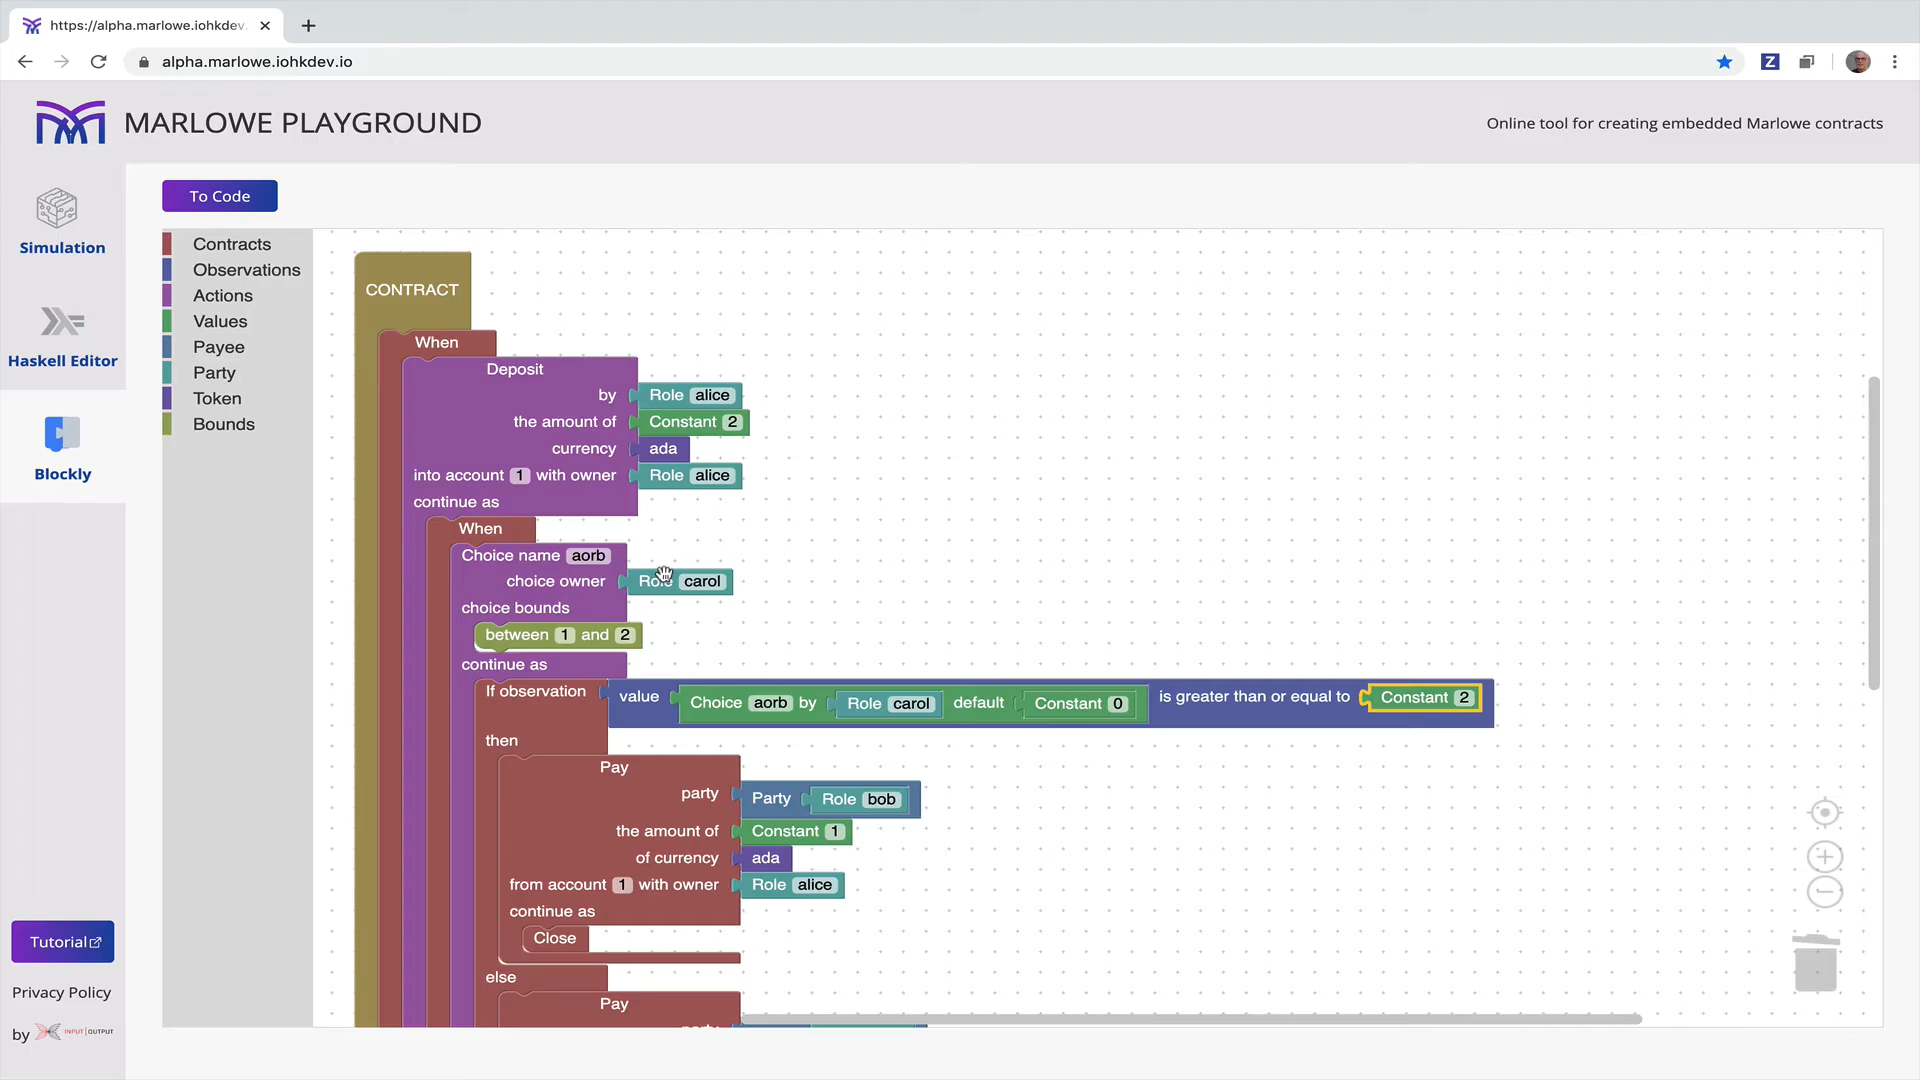 https://alpha.marlowe.iohkdev.
alpha.marlowe.iohkdev.io
Z
MARLOWE PLAYGROUND
Online tool for creating embedded Marlowe contracts
Simulation
Haskell Editor
Blockly
Tutorial
Privacy Policy
by INPUT | OUTPUT
To Code
Contracts
Observations
Actions
Values
Payee
Party
Token
Bounds
CONTRACT
When
Deposit
by Role alice
the amount of Constant 2
currency ada
into account 1 with owner Role alice
continue as
When
Choice name aorb
choice owner Role carol
choice bounds
between 1 and 2
continue as
If observation value Choice aorb by Role carol default Constant 0 is greater than or equal to Constant 2
then
Pay
party Party Role bob
the amount of Constant 1
of currency ada
from account 1 with owner Role alice
continue as
Close
else
Pay